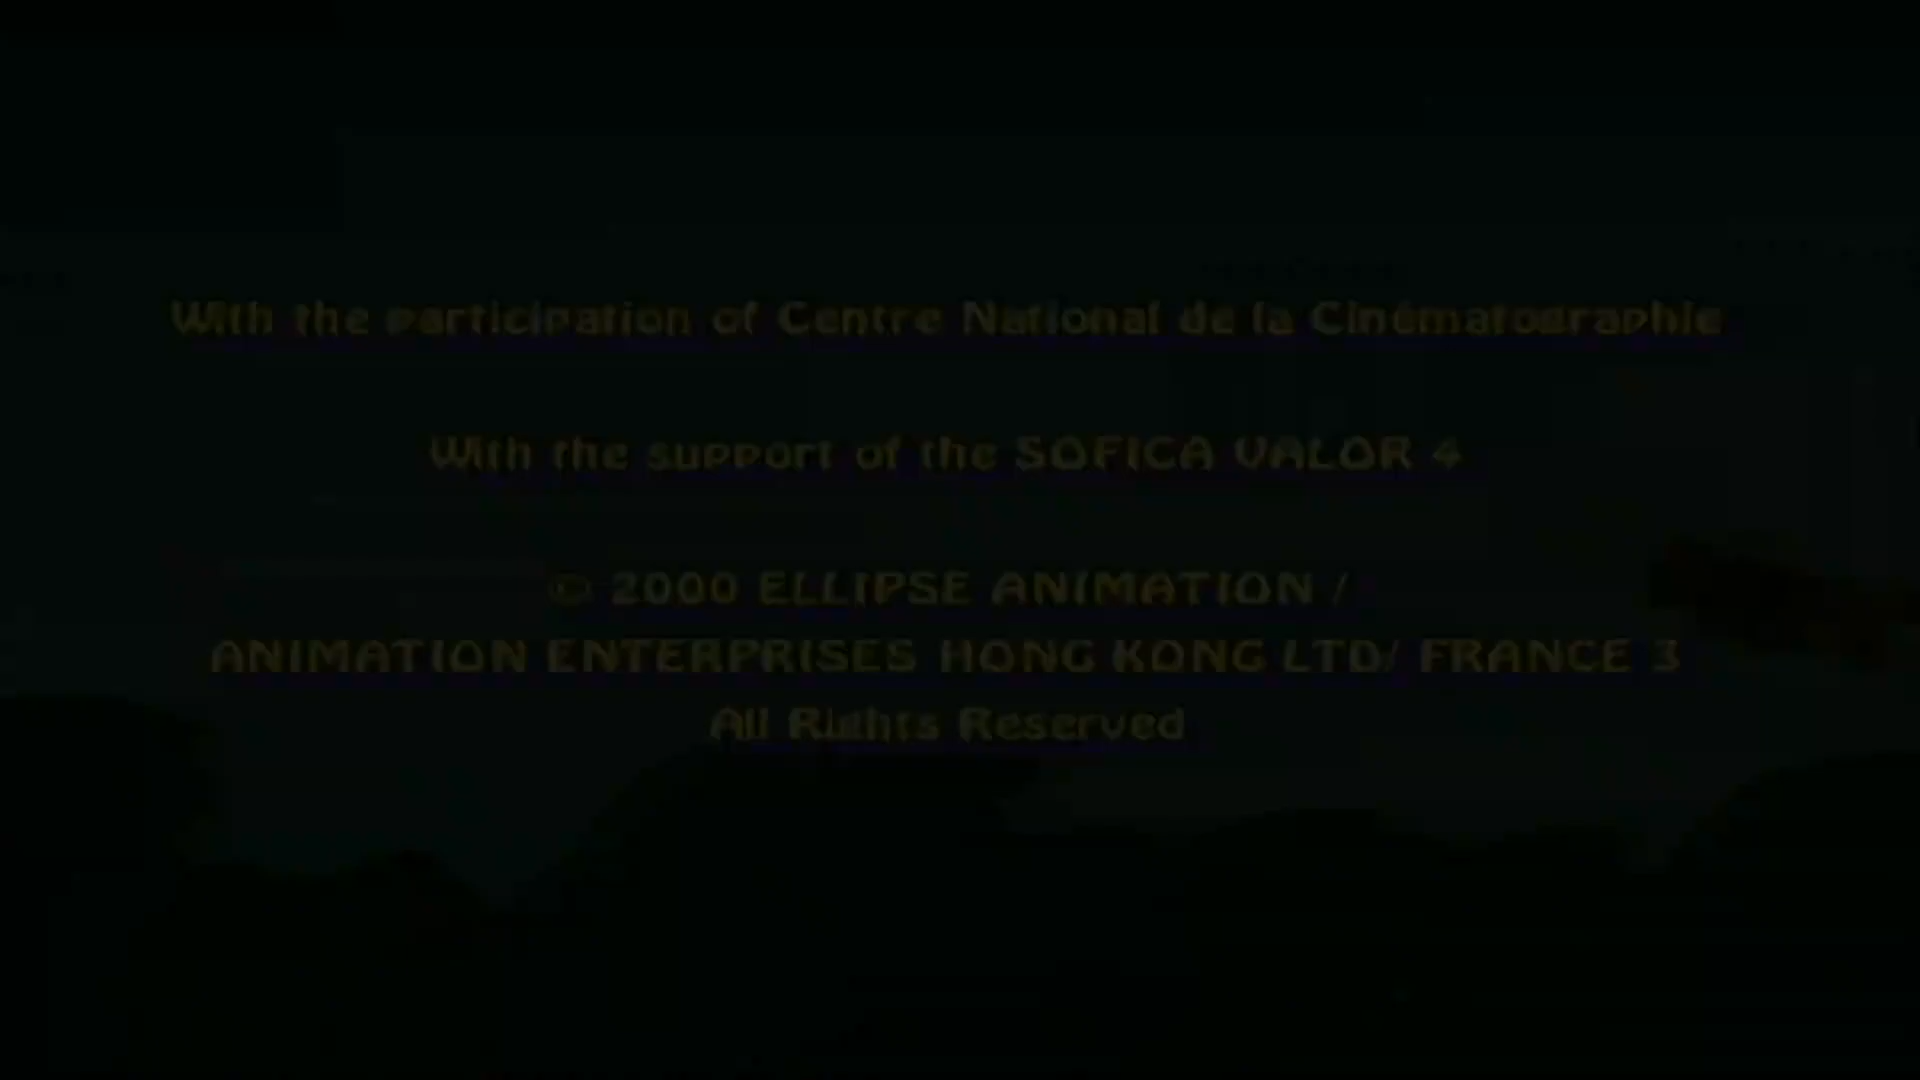 With the participation of Centre National de la Cinématographie
With the support of the SOFICA VALOR 4
© 2000 ELLIPSE ANIMATION /
ANIMATION ENTERPRISES HONG KONG LTD/ FRANCE 3
All Rights Reserved